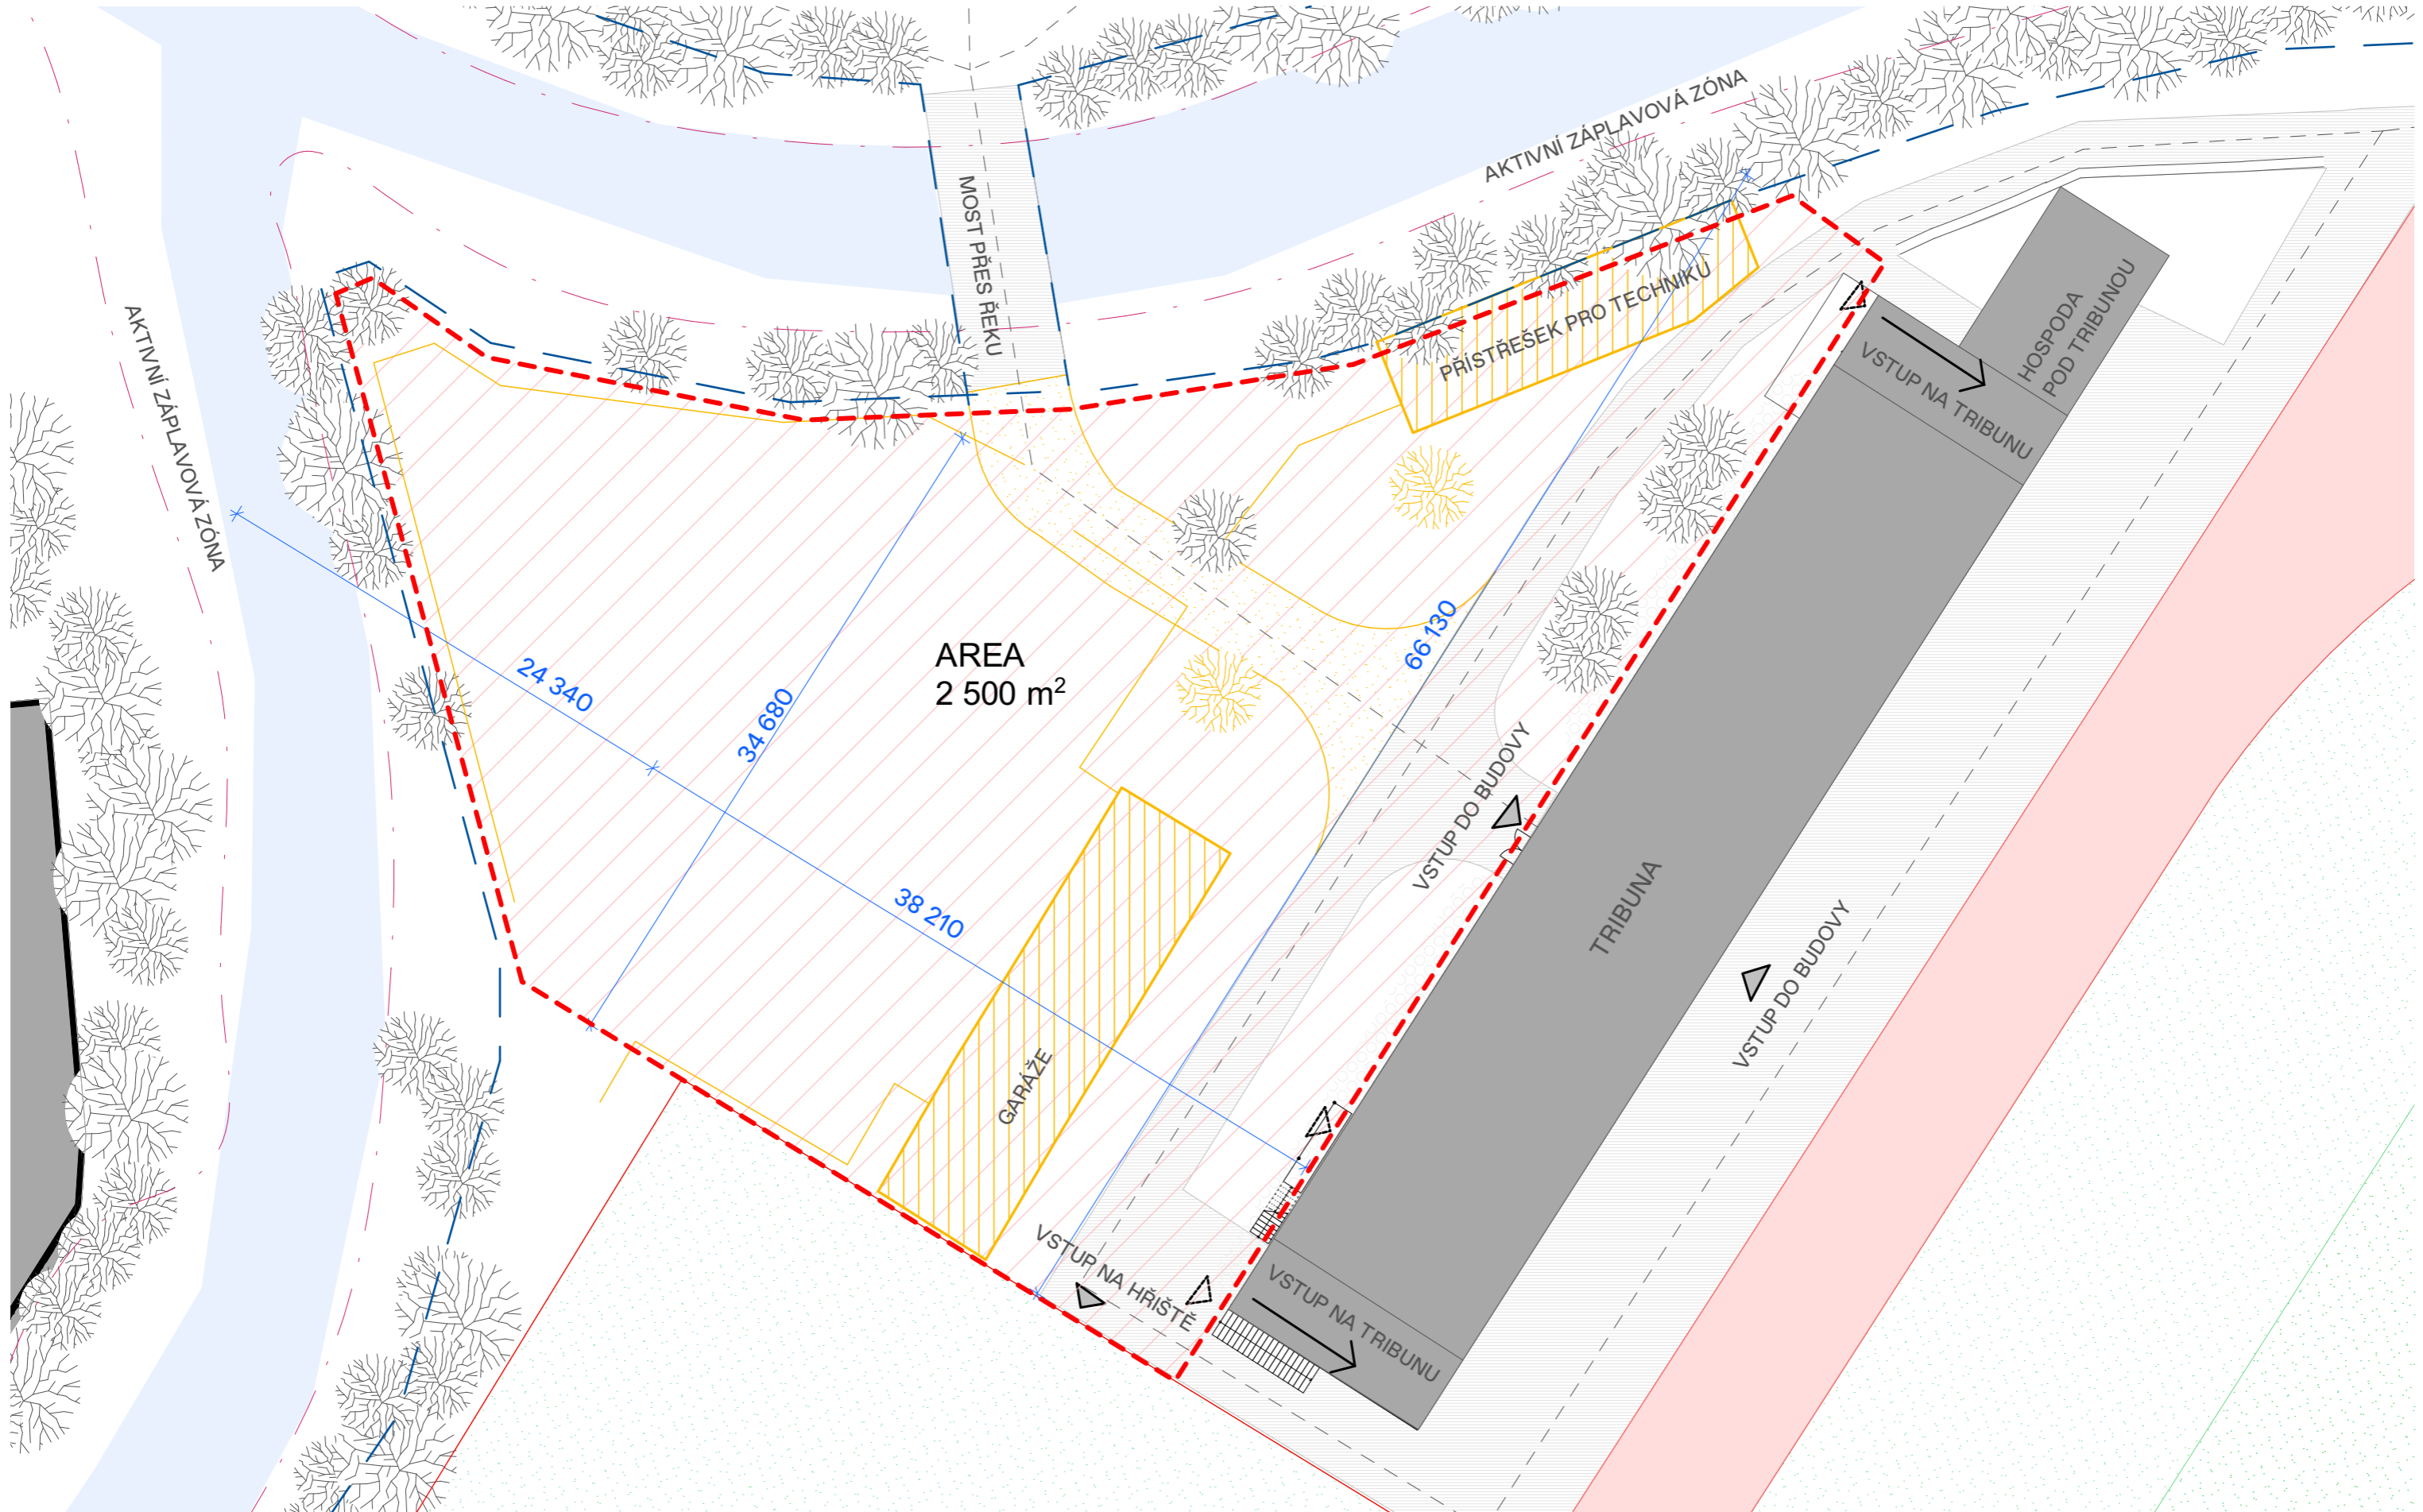 AKTIVNÍ ZÁPLAVOVÁ ZÓNA
MOST PŘES ŘEKU
AKTIVNÍ ZÁPLAVOVÁ ZÓNA
PŘÍSTŘEŠEK PRO TECHNIKU
HOSPODA
POD TRIBUNOU
VSTUP NA TRIBUNU
24 340
34 680
AREA
2 500 m²
66 130
38 210
VSTUP DO BUDOVY
TRIBUNA
VSTUP DO BUDOVY
GARÁŽE
VSTUP NA HŘIŠTĚ
VSTUP NA TRIBUNU